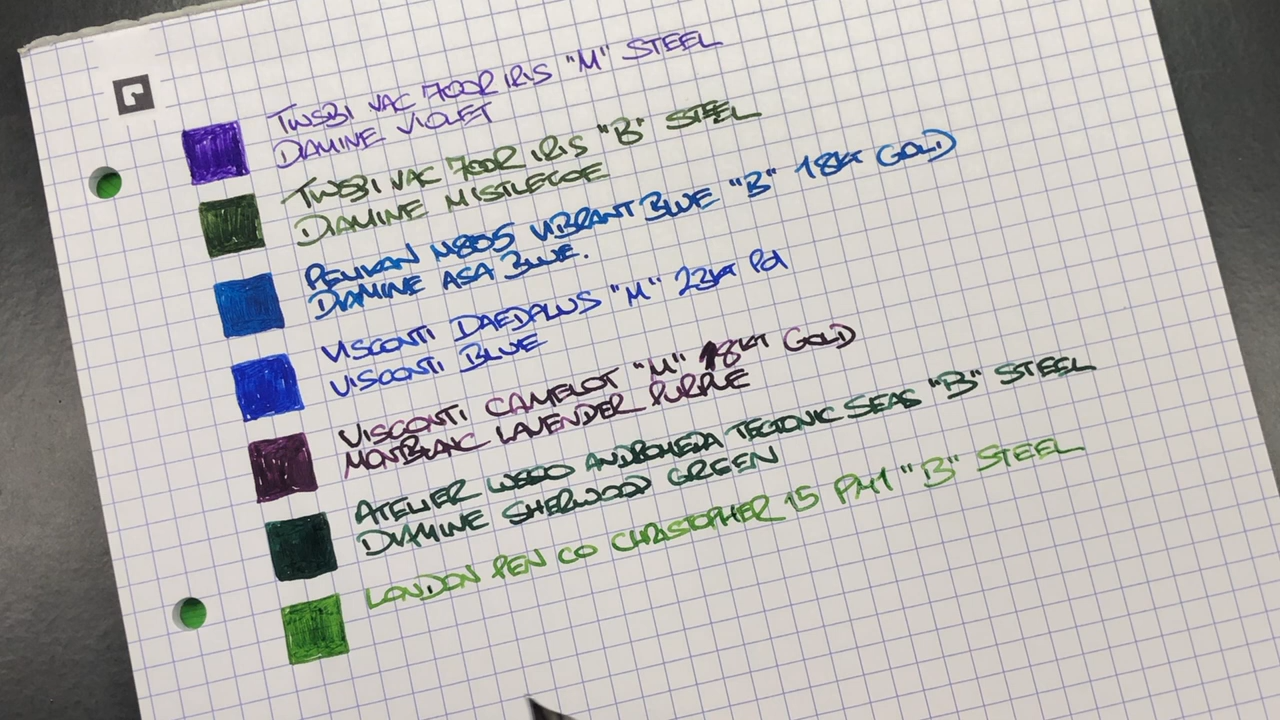 TWSBI VAC 700R IRIS "M" STEEL
DIAMINE VIOLET
TWSBI VAC 700R IRIS "B" STEEL
DIAMINE MISTLETOE
PELIKAN M805 VIBRANT BLUE "B" 18KT GOLD
DIAMINE ASA BLUE.
VISCONTI DAEDALUS "M" 23KT Pd
VISCONTI BLUE
VISCONTI CAMELOT "M" 18KT GOLD
MONTBLANC LAVENDER PURPLE
ATELIER ANDROMEDA TECTONIC SEAS "B" STEEL
DIAMINE SHERWOOD GREEN
LONDON PEN CO CHRISTOPHER 15 PM1 "B" STEEL